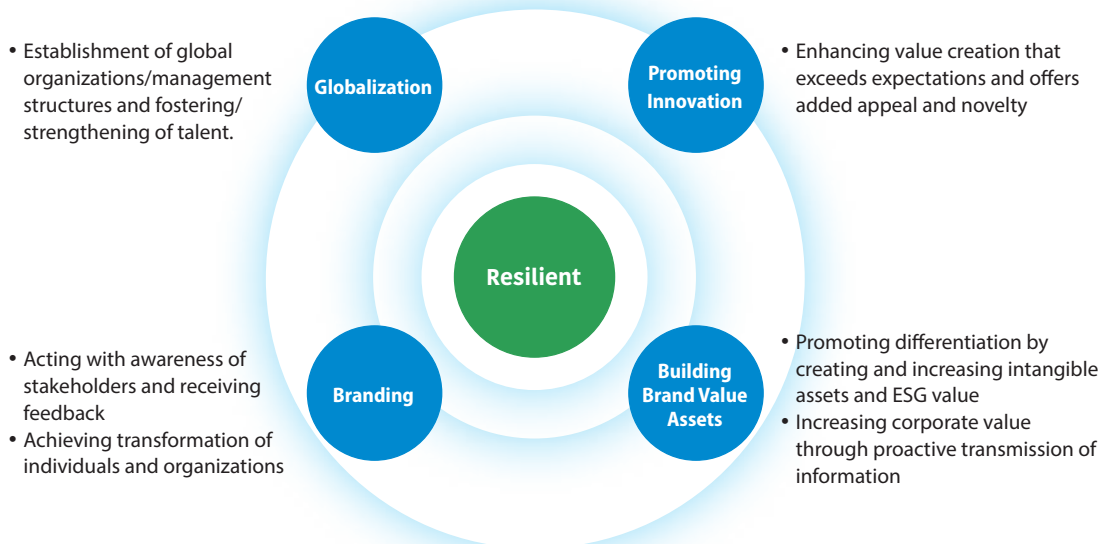 • Establishment of global
organizations/management
structures and fostering/
strengthening of talent.
Globalization
Promoting
Innovation
• Enhancing value creation that
exceeds expectations and offers
added appeal and novelty
Resilient
• Acting with awareness of
stakeholders and receiving
feedback
• Achieving transformation of
individuals and organizations
Branding
Building
Brand Value
Assets
• Promoting differentiation by
creating and increasing intangible
assets and ESG value
• Increasing corporate value
through proactive transmission of
information